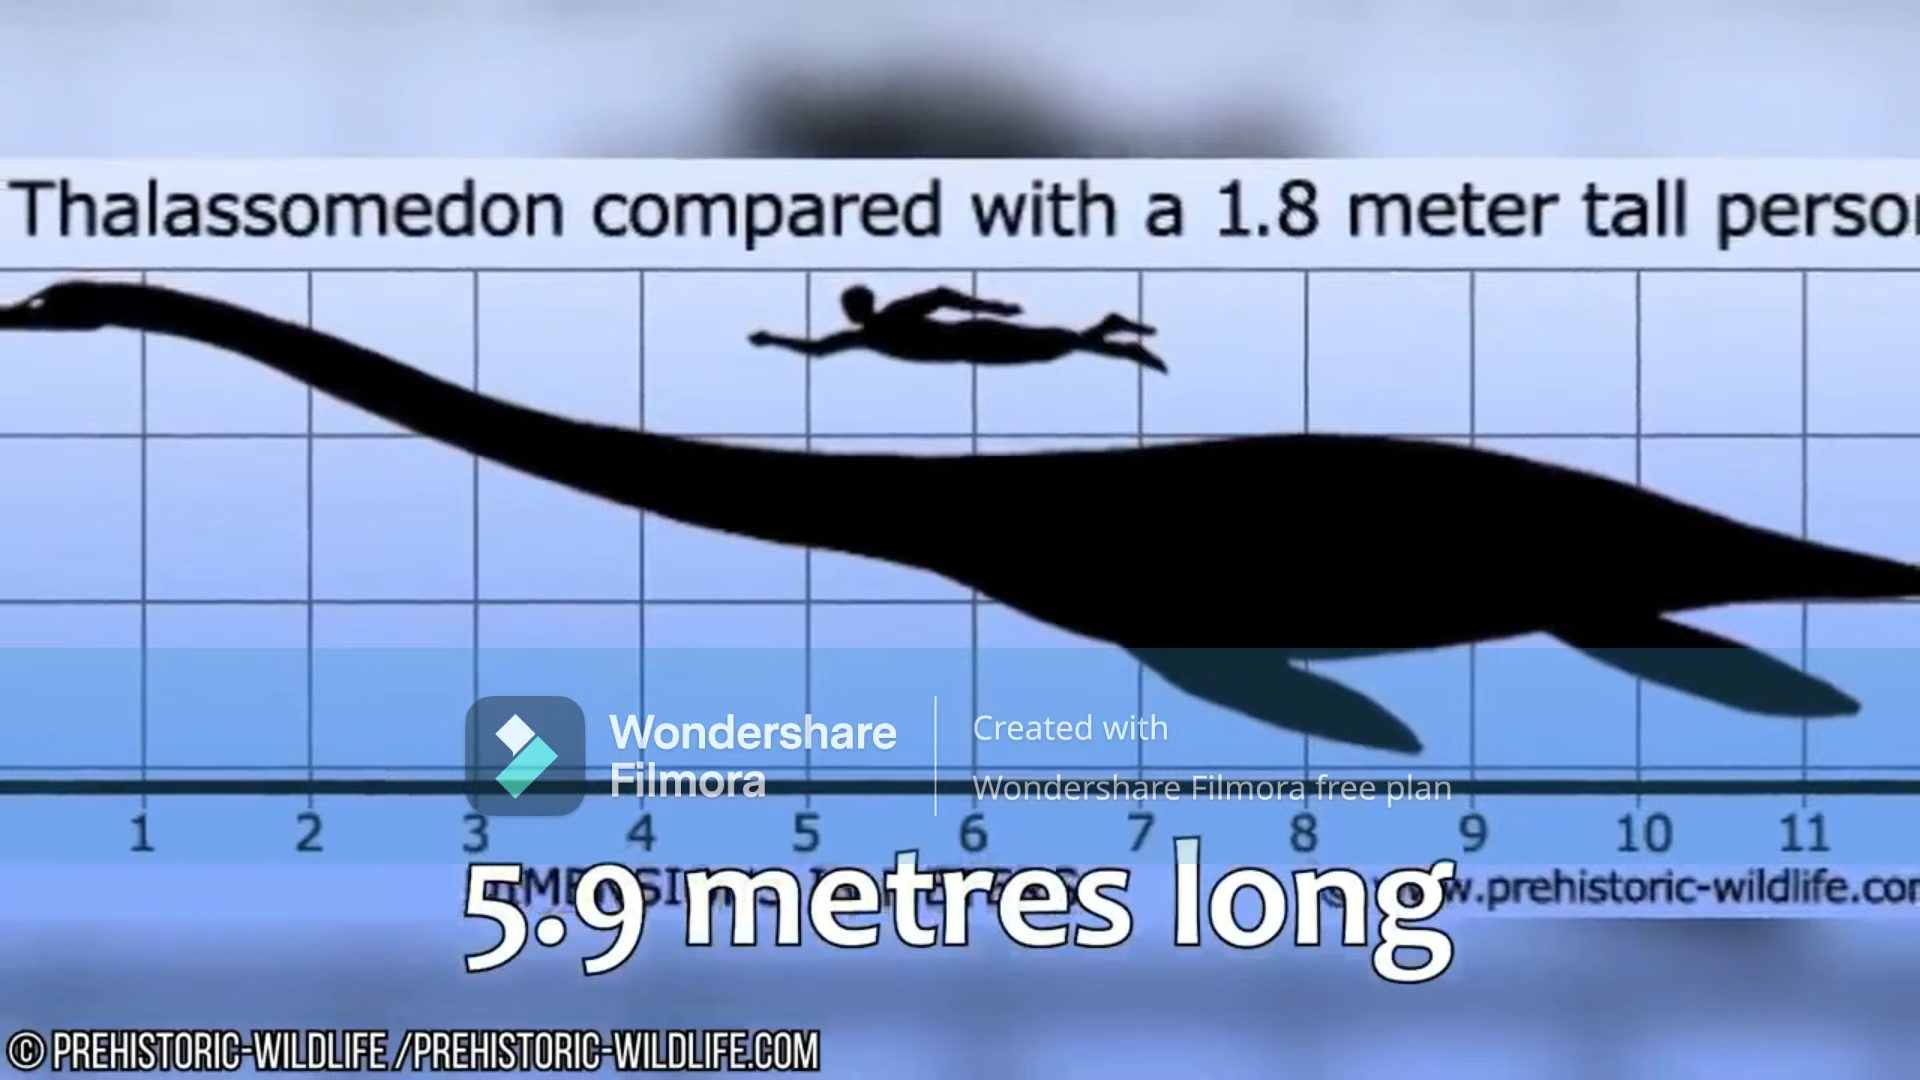 Thalassomedon compared with a 1.8 meter tall perso
Wondershare
Filmora
Created with
Wondershare Filmora free plan
1 2 3 4 5 6 7 8 9 10 11
5.9 metres long
w.prehistoric-wildlife.co
© PREHISTORIC-WILDLIFE /PREHISTORIC-WILDLIFE.COM